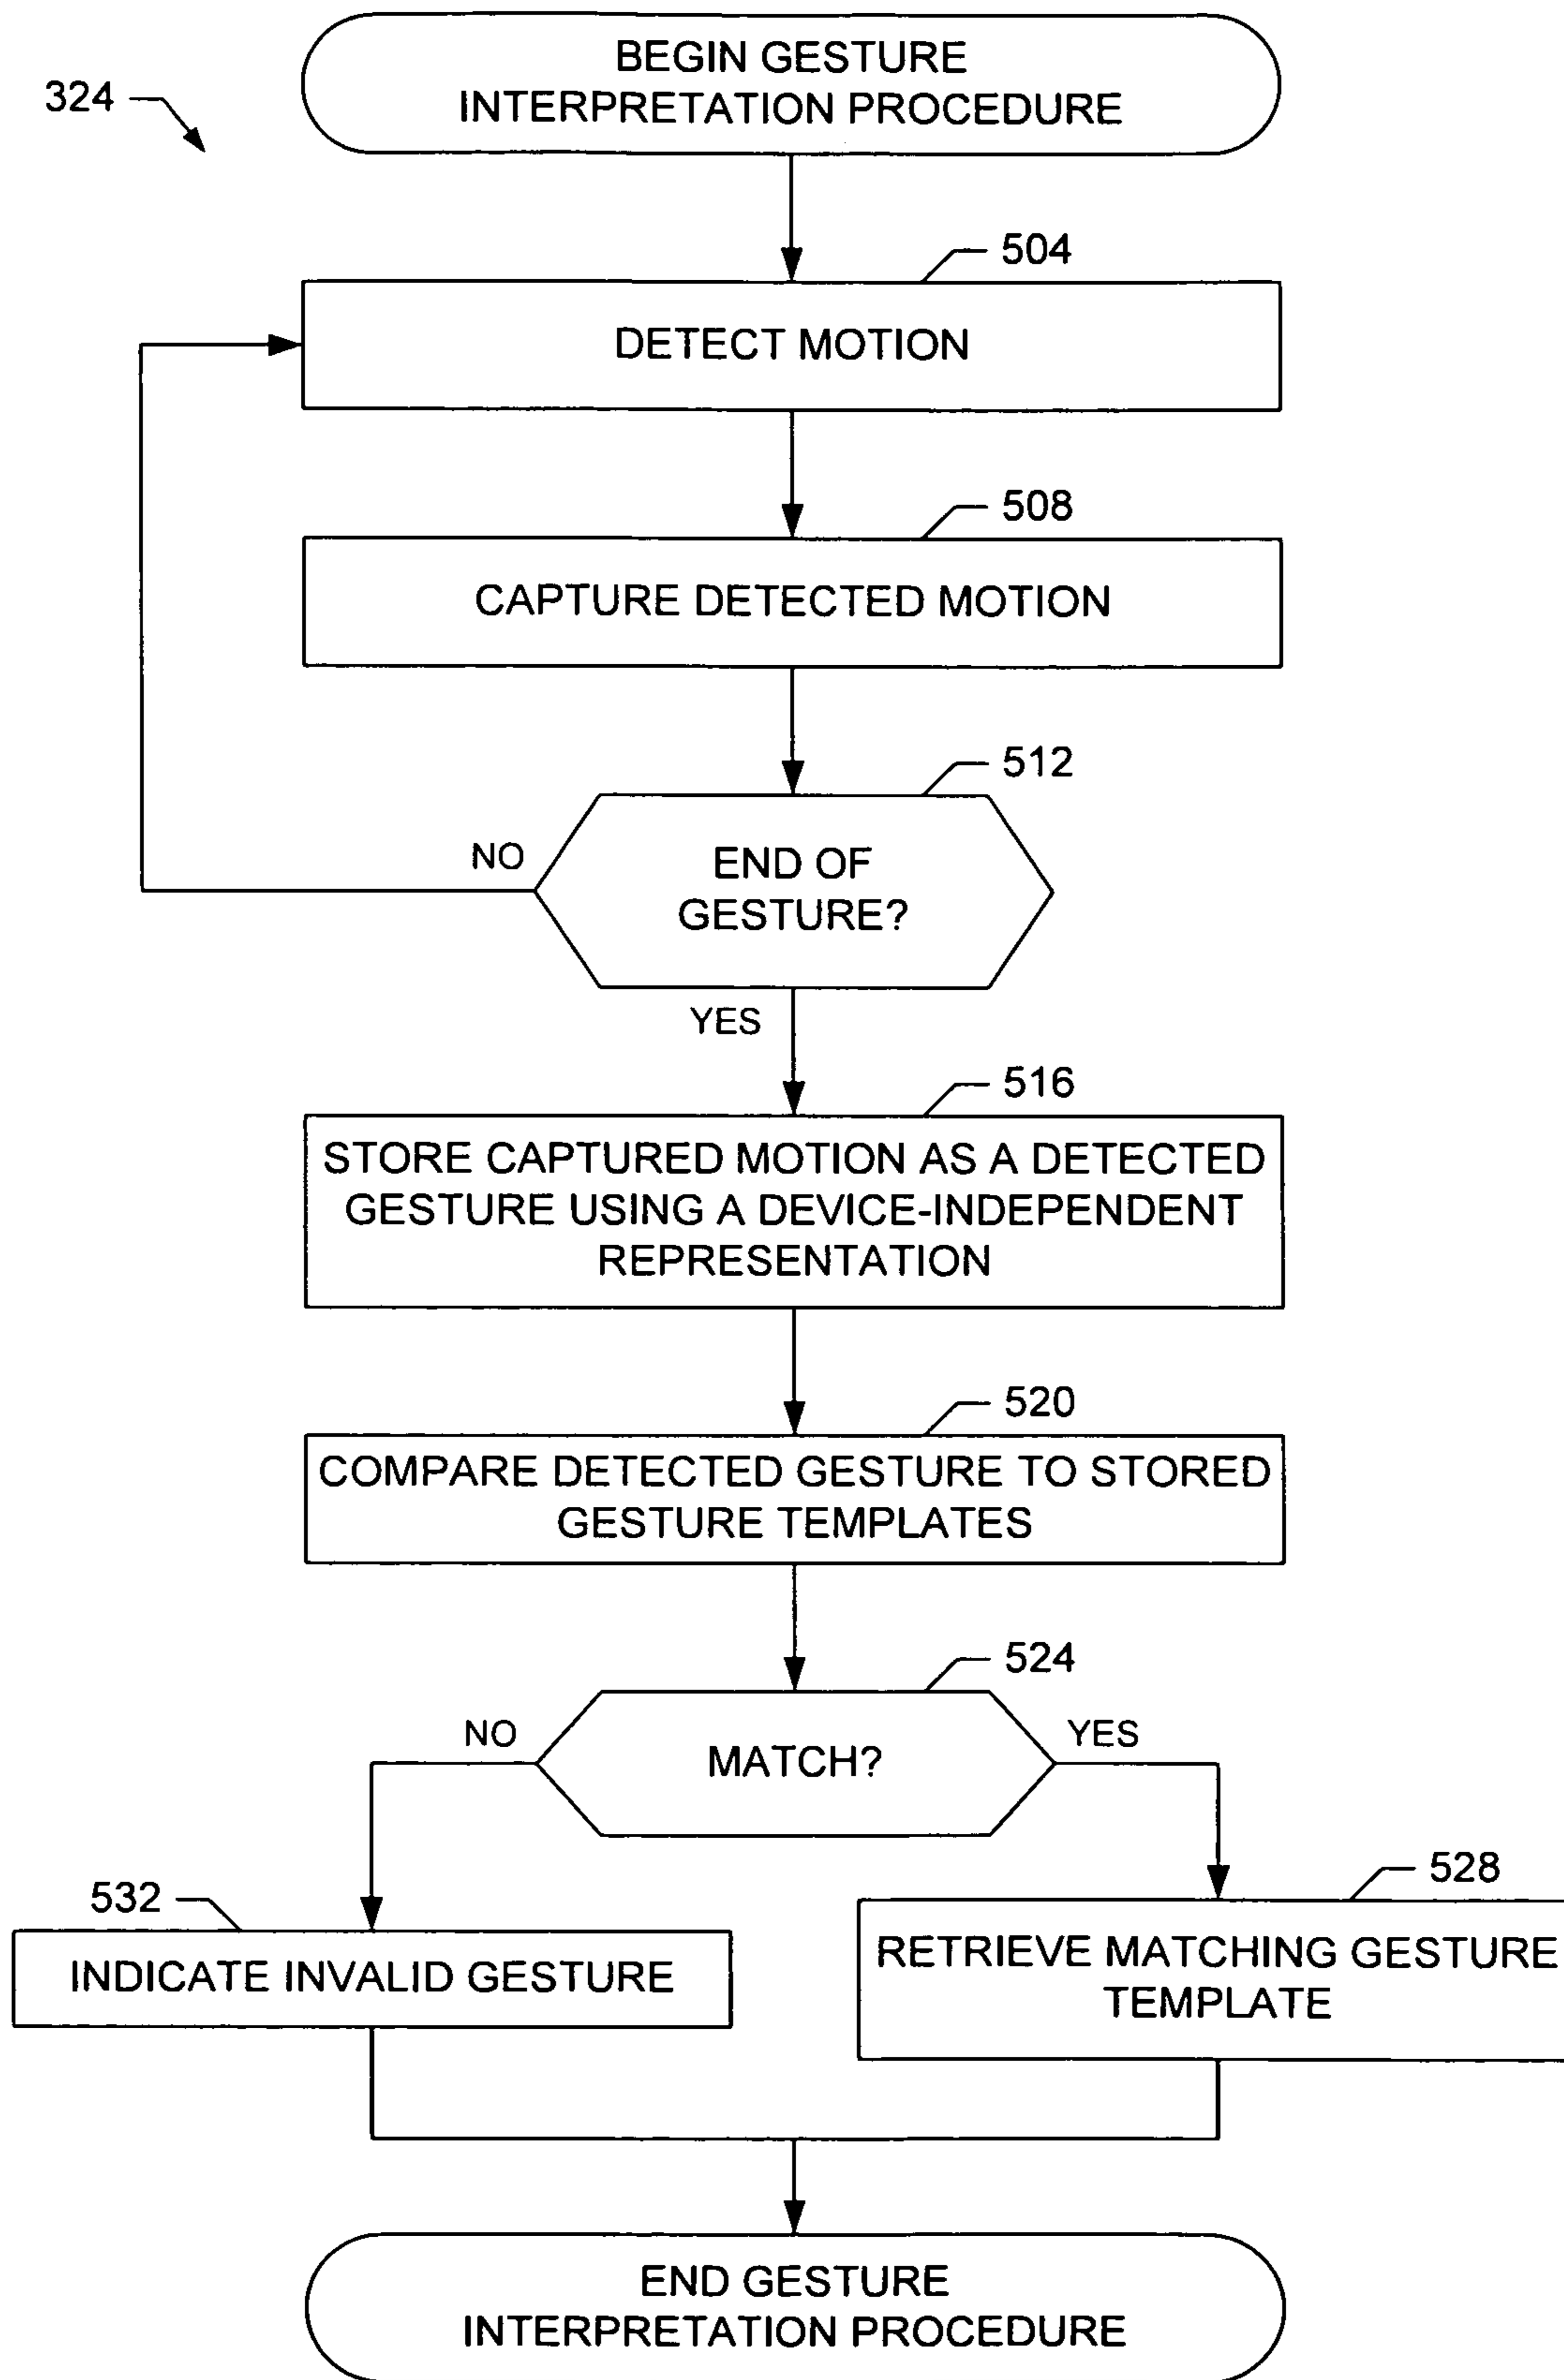 BEGIN GESTURE
INTERPRETATION PROCEDURE
324
504
DETECT MOTION
508
CAPTURE DETECTED MOTION
512
NO
END OF
GESTURE?
YES
516
STORE CAPTURED MOTION AS A DETECTED
GESTURE USING A DEVICE-INDEPENDENT
REPRESENTATION
520
COMPARE DETECTED GESTURE TO STORED
GESTURE TEMPLATES
524
NO
YES
MATCH?
532
528
INDICATE INVALID GESTURE
RETRIEVE MATCHING GESTURE
TEMPLATE
END GESTURE
INTERPRETATION PROCEDURE